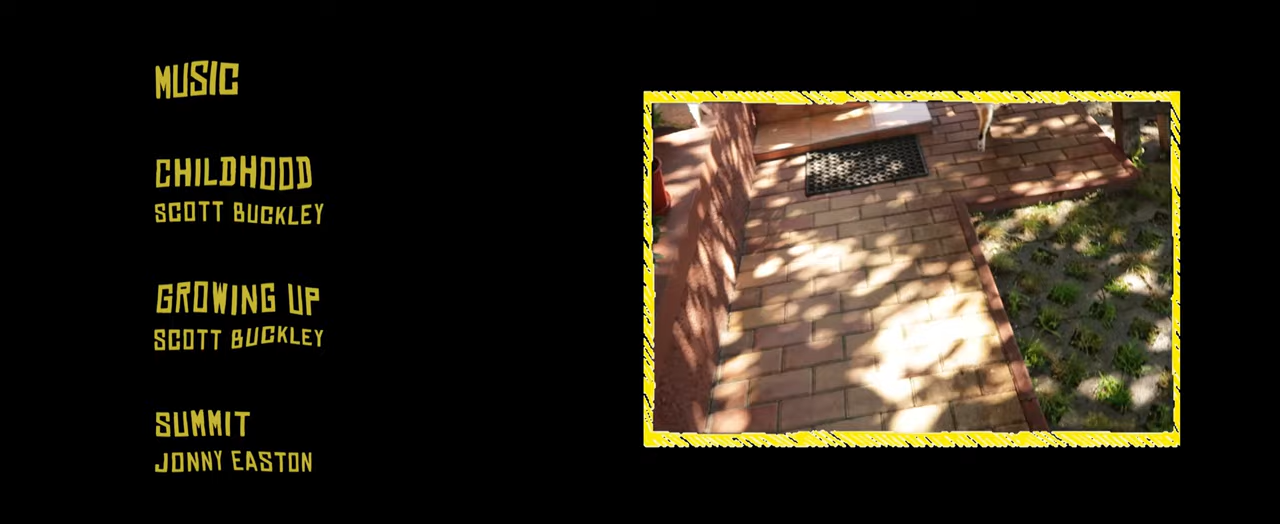 MUSIC
CHILDHOOD
SCOTT BUCKLEY
GROWING UP
SCOTT BUCKLEY
SUMMIT
JONNY EASTON